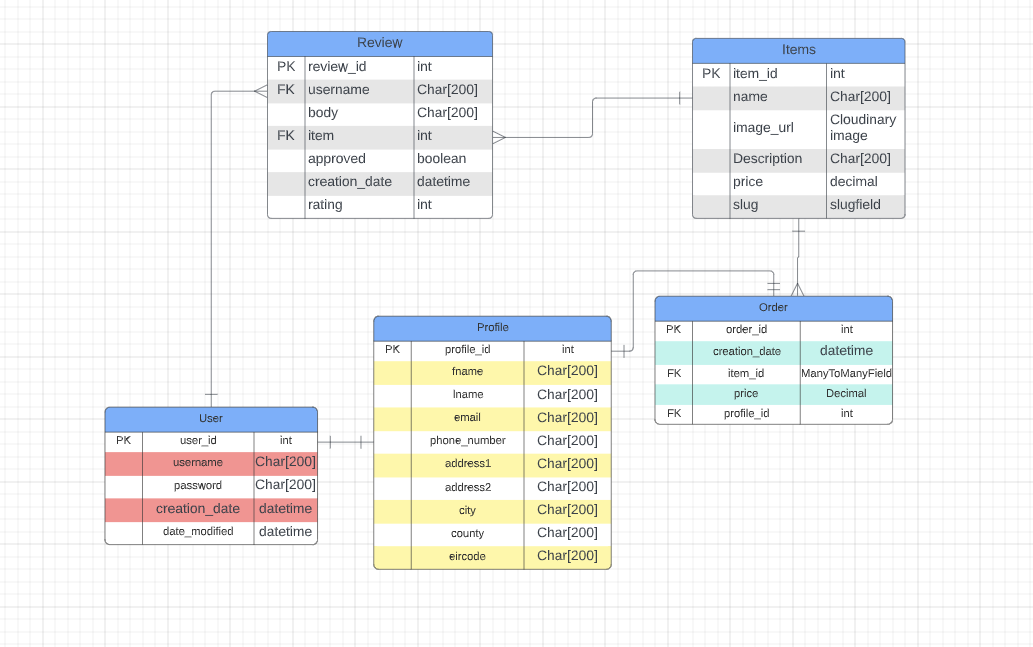 Review
PK review_id int
FK username Char[200]
body Char[200]
FK item int
approved boolean
creation_date datetime
rating int
Items
PK item_id int
name Char[200]
image_url Cloudinary
image
Description Char[200]
price decimal
slug slugfield
Order
PK order_id int
creation_date datetime
FK item_id ManyToManyField
price Decimal
FK profile_id int
Profile
PK profile_id int
fname Char[200]
lname Char[200]
email Char[200]
phone_number Char[200]
address1 Char[200]
address2 Char[200]
city Char[200]
county Char[200]
eircode Char[200]
User
PK user_id int
username Char[200]
password Char[200]
creation_date datetime
date_modified datetime